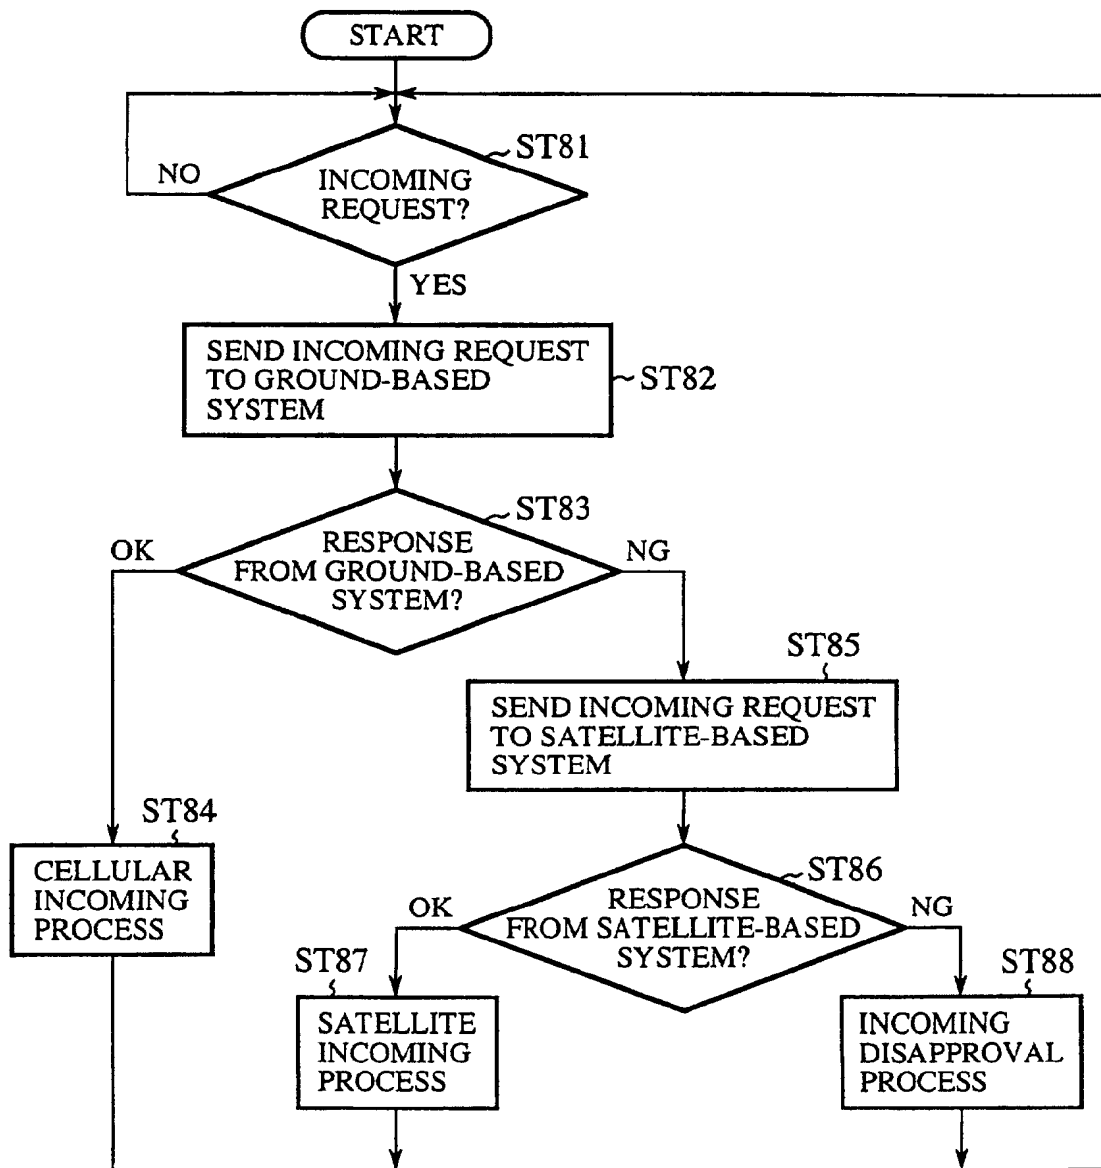 START
ST81
NO
INCOMING
REQUEST?
YES
SEND INCOMING REQUEST
TO GROUND-BASED
SYSTEM
ST82
ST83
OK
RESPONSE
FROM GROUND-BASED
SYSTEM?
NG
ST85
SEND INCOMING REQUEST
TO SATELLITE-BASED
SYSTEM
ST84
CELLULAR
INCOMING
PROCESS
ST86
OK
RESPONSE
FROM SATELLITE-BASED
SYSTEM?
NG
ST87
SATELLITE
INCOMING
PROCESS
ST88
INCOMING
DISAPPROVAL
PROCESS